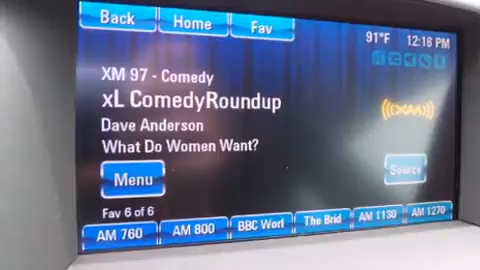 Back Home Fav
91°F 12:16 PM
XM 97 - Comedy
xL ComedyRoundup
((XM))
Dave Anderson
What Do Women Want?
Menu Source
Fav 6 of 6
AM 760 AM 800 BBC Worl The Brid AM 1130 AM 1270